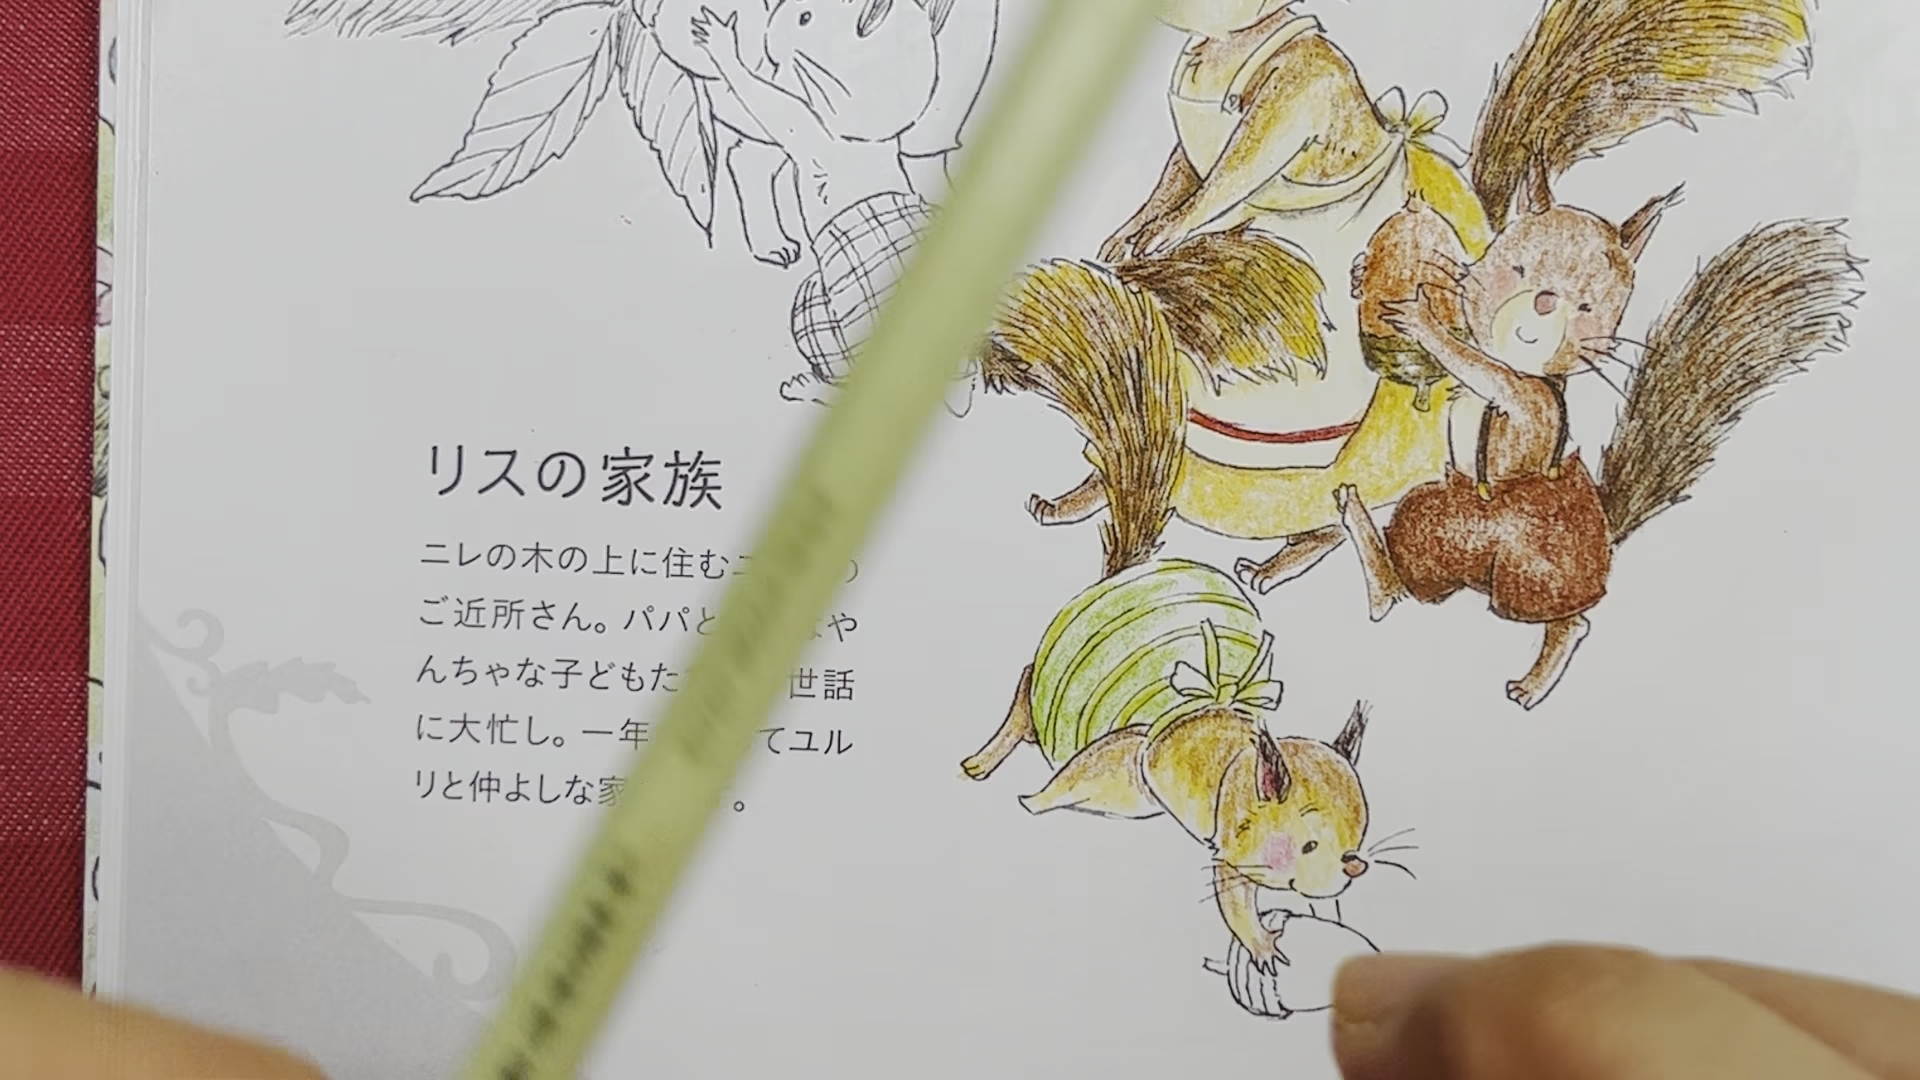 リスの家族
ニレの木の上に住む
ご近所さん。パパと や
んちゃな子どもた 世話
に大忙し。一年 てユル
リと仲よしな家 。